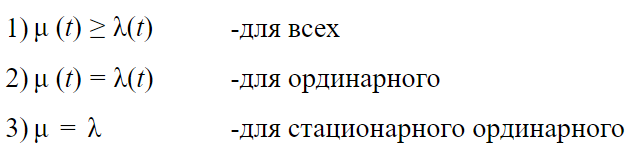 1) μ (t) ≥ λ(t) -для всех
2) μ (t) = λ(t) -для ординарного
3) μ = λ -для стационарного ординарного